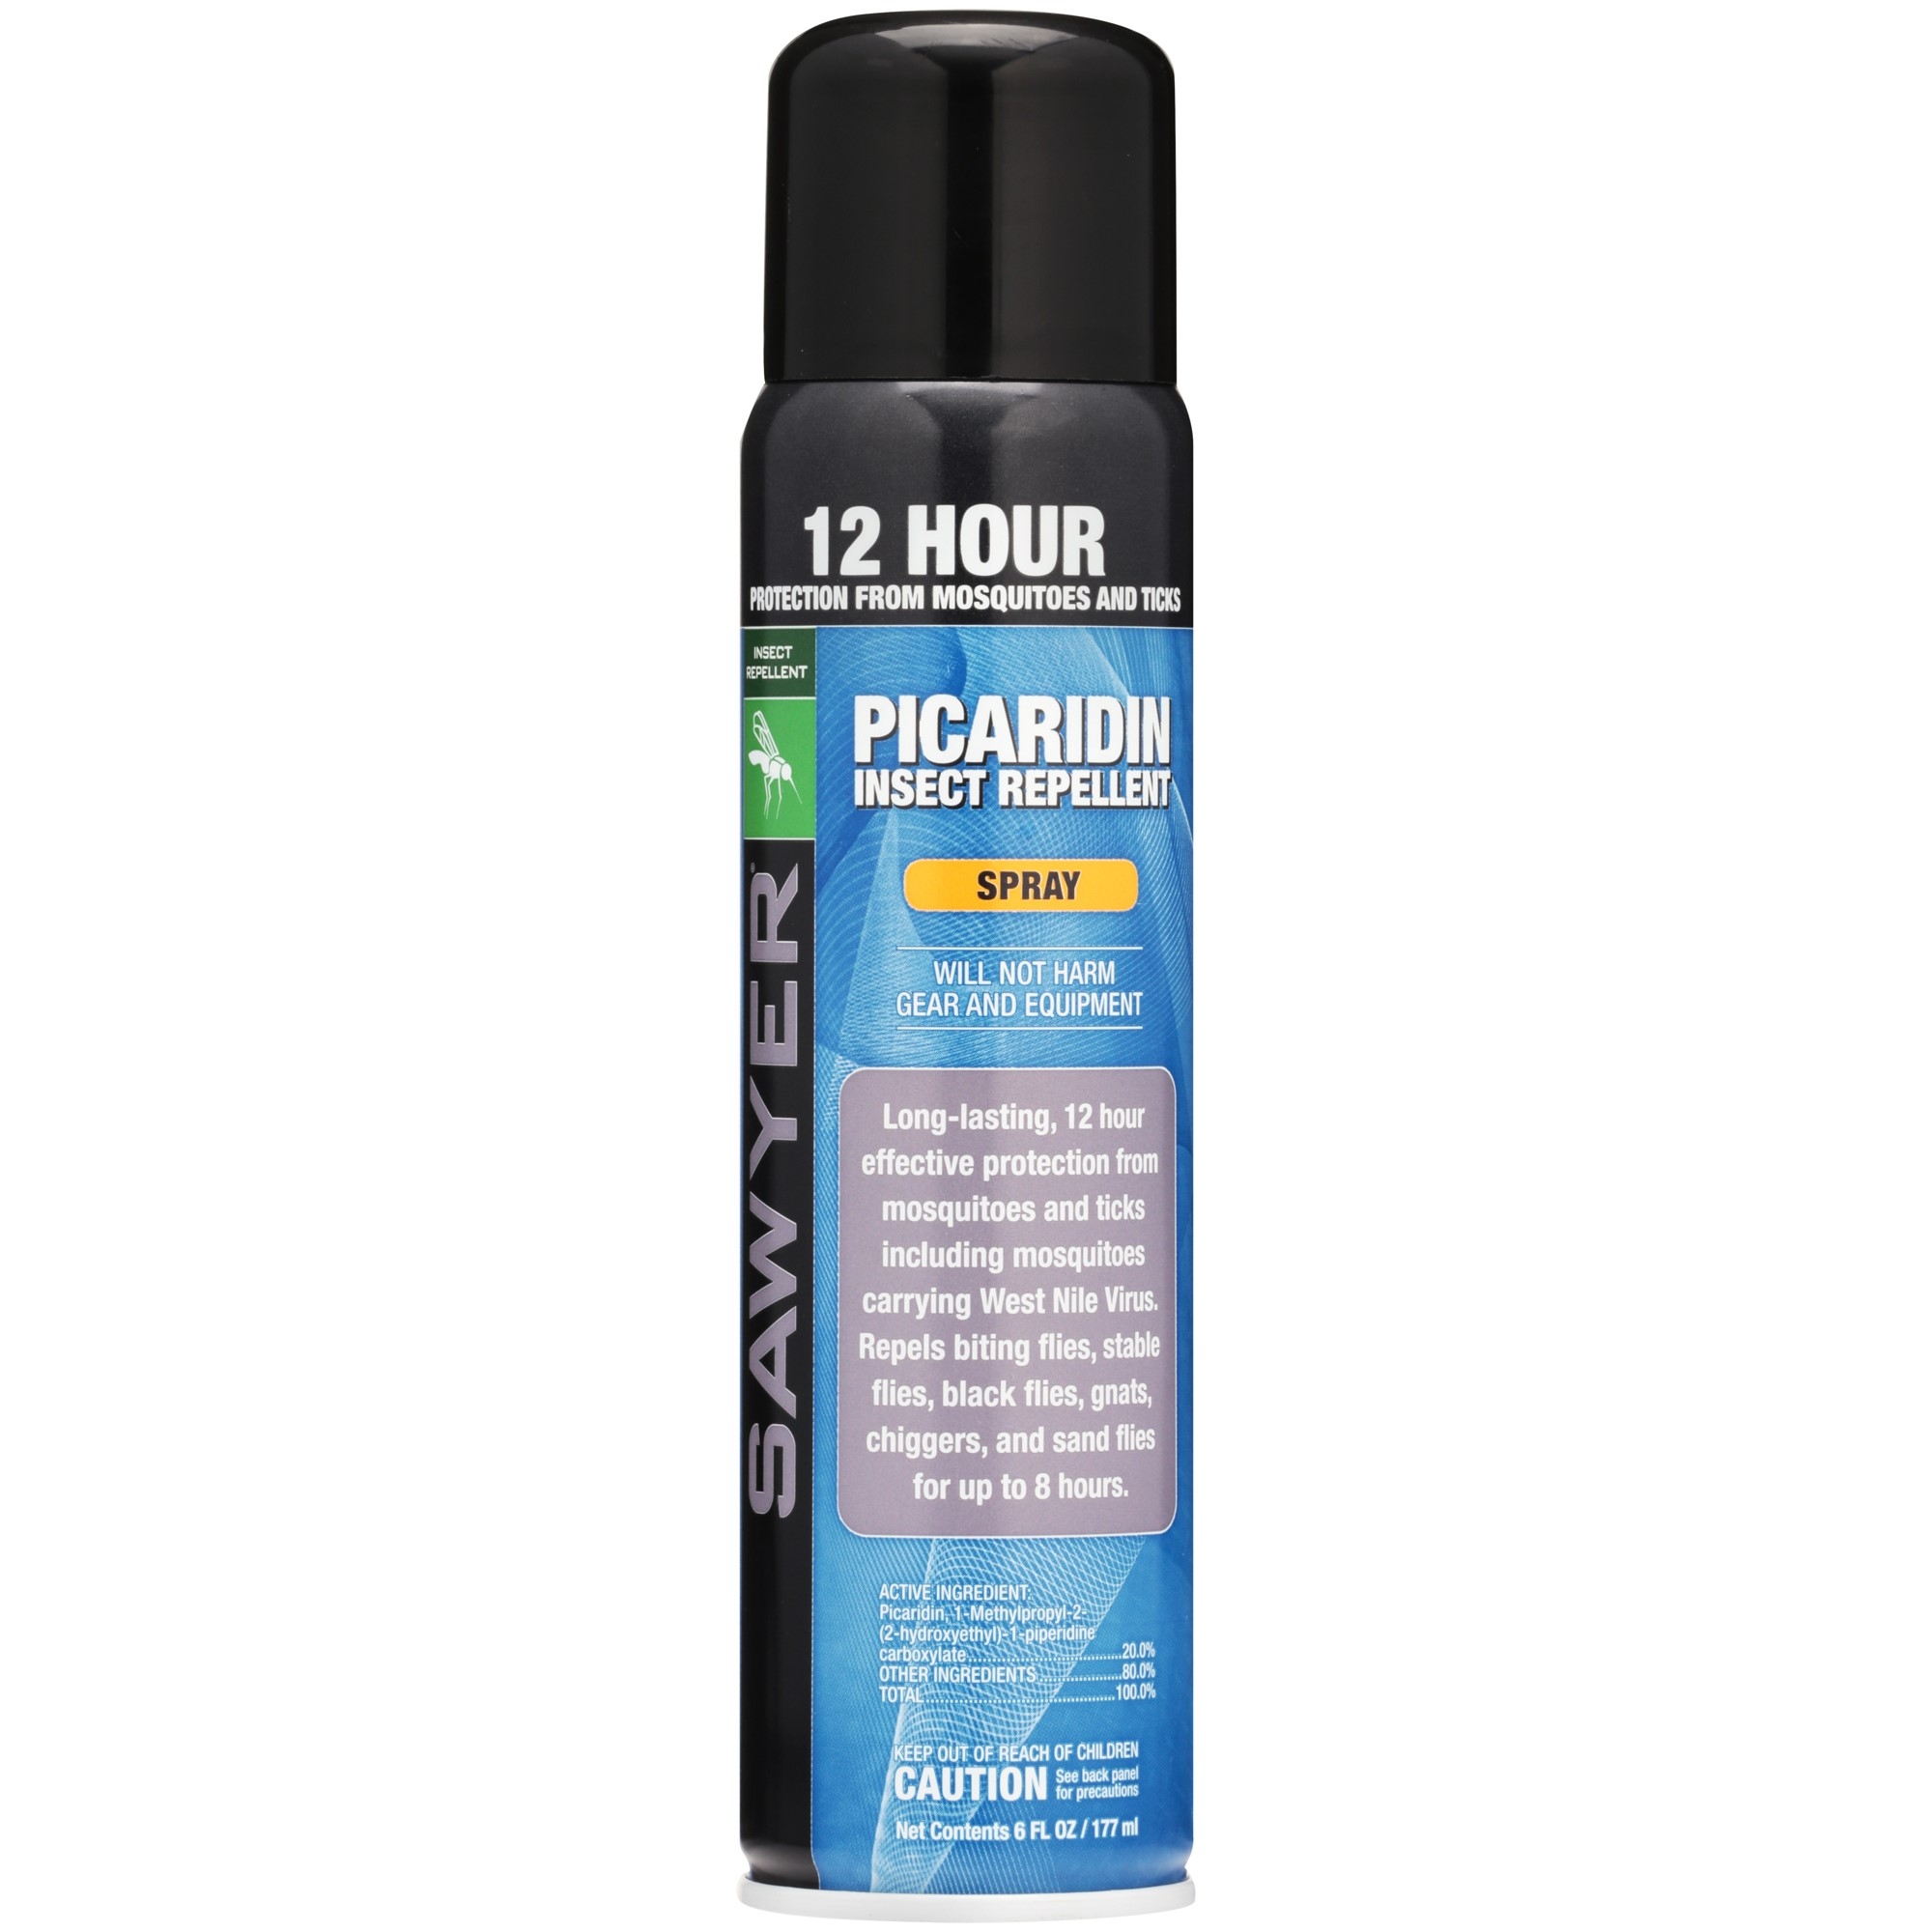 12 HOUR
PROTECTION FROM MOSQUITOES AND TICKS
INSECT
REPELLENT
SAWYER®
PICARIDIN
INSECT REPELLENT
SPRAY
WILL NOT HARM
GEAR AND EQUIPMENT
Long-lasting, 12 hour
effective protection from
mosquitoes and ticks
including mosquitoes
carrying West Nile Virus.
Repels biting flies, stable
flies, black flies, gnats,
chiggers, and sand flies
for up to 8 hours.
ACTIVE INGREDIENT:
Picaridin, 1-Methylpropyl-2-
(2-hydroxyethyl)-1-piperidine
carboxylate..............................20.0%
OTHER INGREDIENTS................80.0%
TOTAL......................................100.0%
KEEP OUT OF REACH OF CHILDREN
CAUTION See back panel
for precautions
Net Contents 6 FL OZ / 177 ml